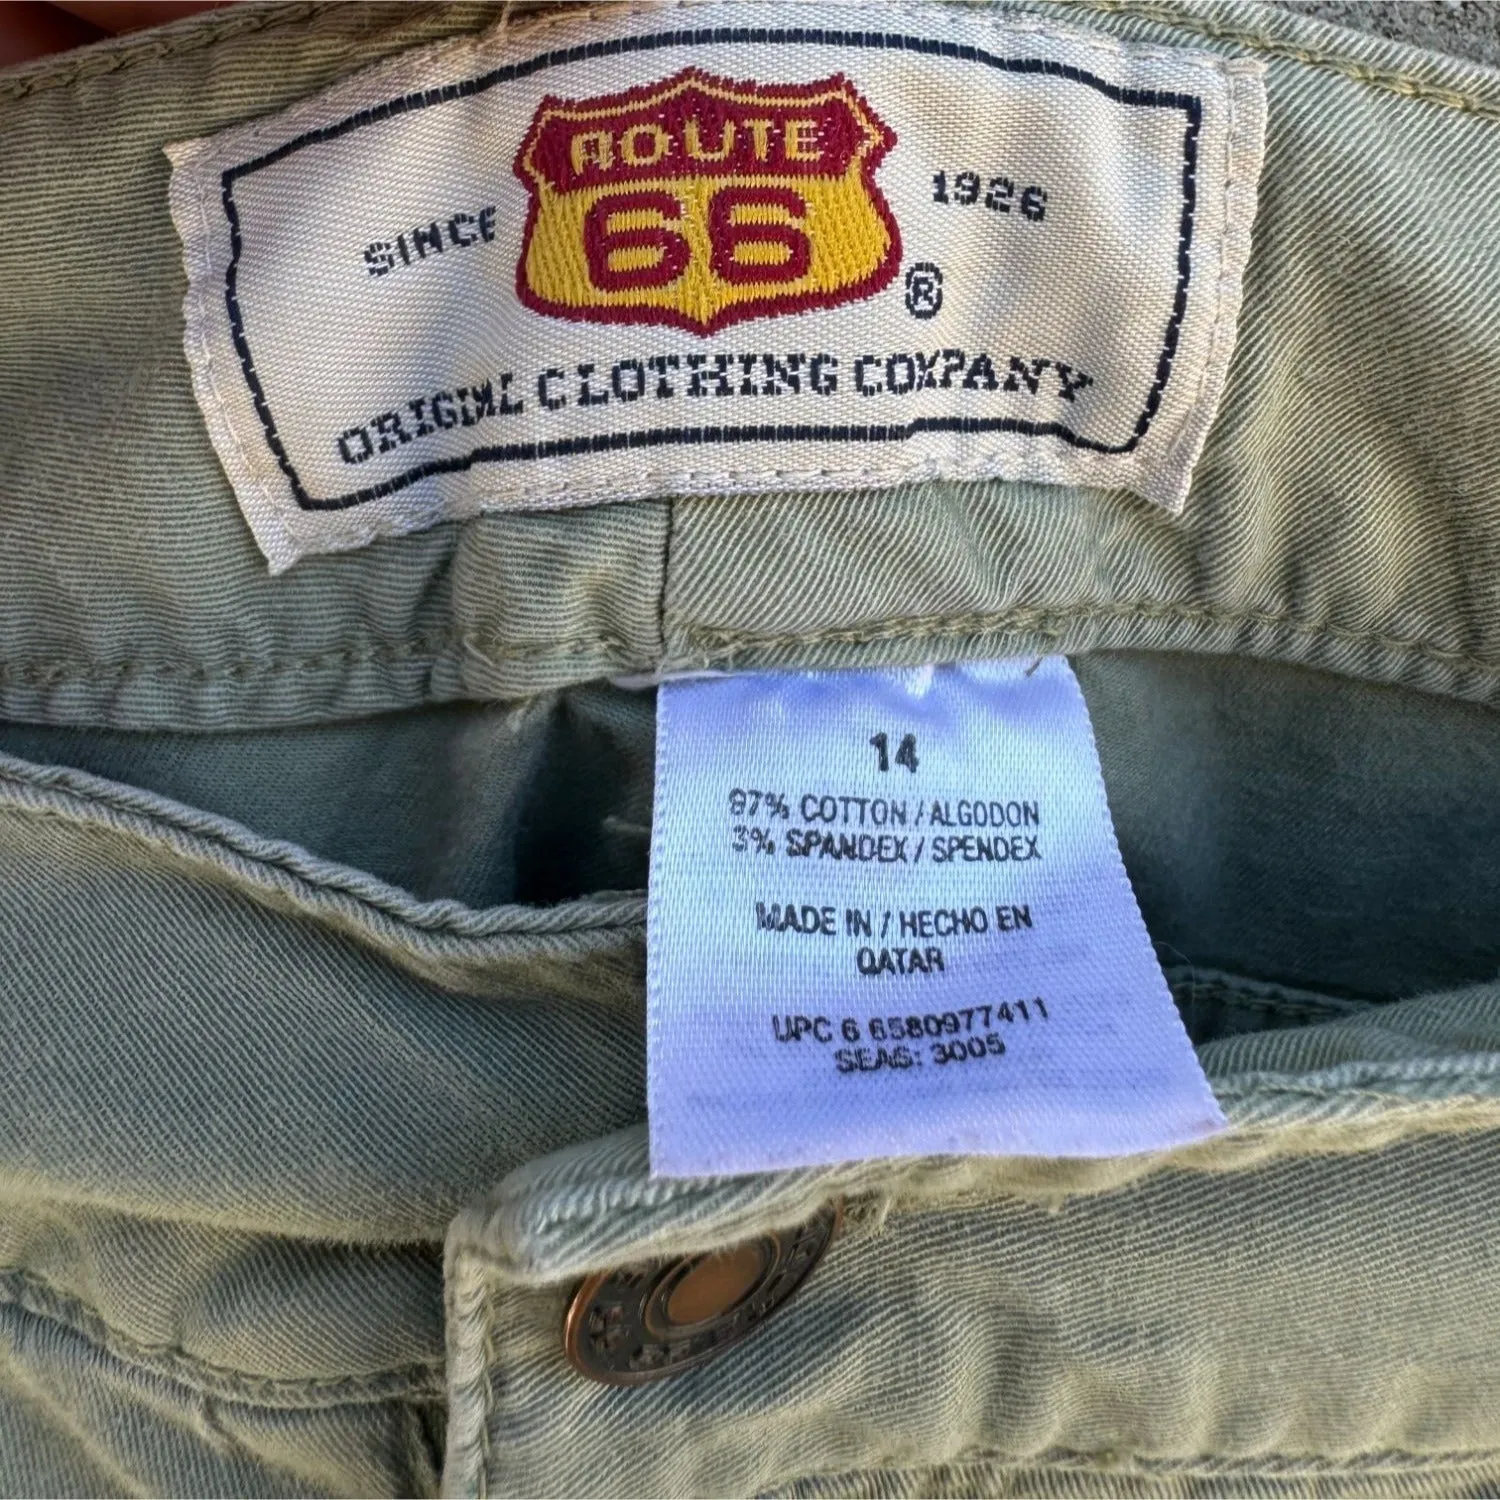 ROUTE
66
SINCE
1926
®
ORIGINAL CLOTHING COMPANY
14
97% COTTON / ALGODON
3% SPANDEX / SPENDEX
MADE IN / HECHO EN
QATAR
UPC 6 6580977411
SEAS: 3005